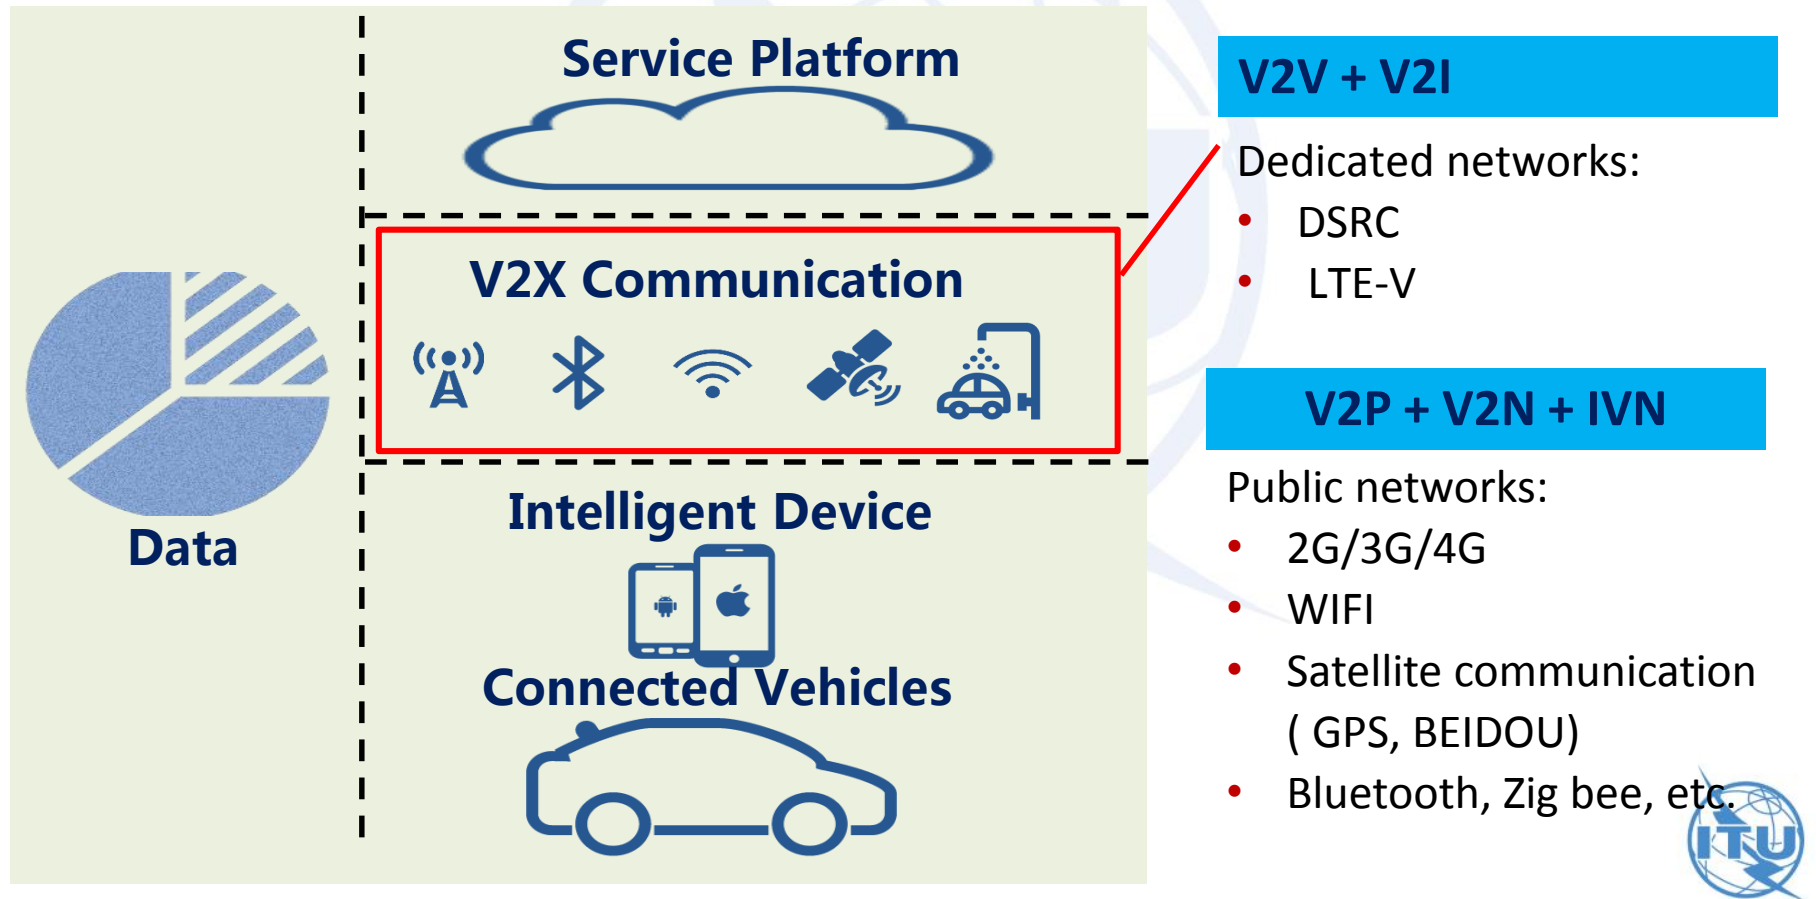 Service Platform
V2X Communication
Data
Intelligent Device
Connected Vehicles
V2V + V2I
Dedicated networks:
• DSRC
• LTE-V
V2P + V2N + IVN
Public networks:
• 2G/3G/4G
• WIFI
• Satellite communication
( GPS, BEIDOU)
• Bluetooth, Zig bee, etc.
ITU